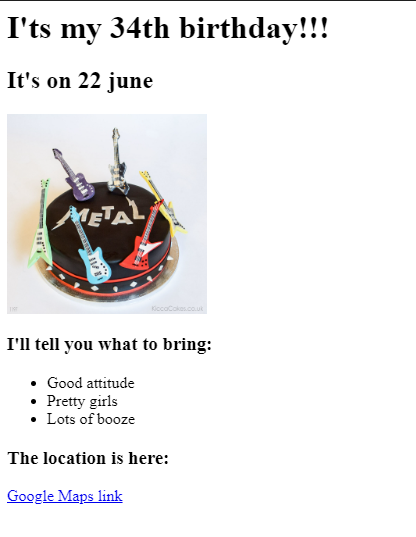 I'ts my 34th birthday!!!
It's on 22 june
METAL
KizzoCakes.co.uk
I'll tell you what to bring:
Good attitude
Pretty girls
Lots of booze
The location is here:
Google Maps link